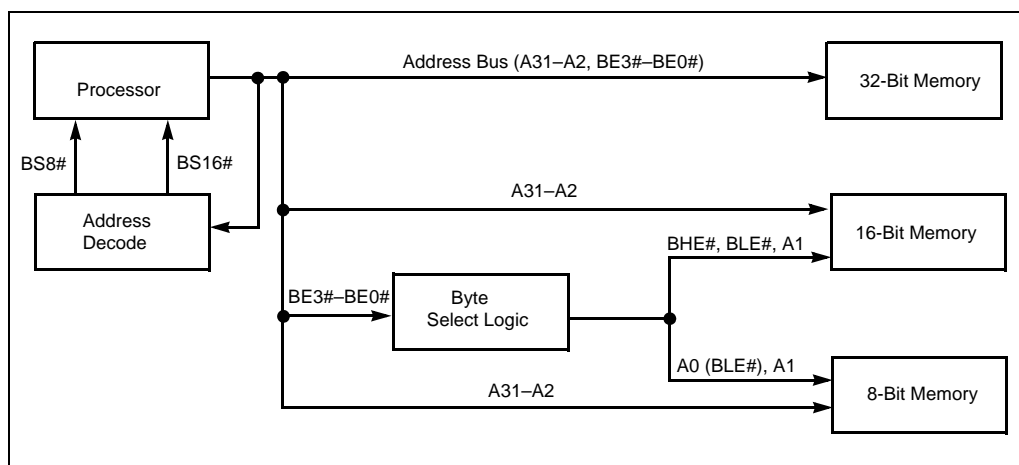 Processor
Address Bus (A31–A2, BE3#–BE0#)
32-Bit Memory
BS8#
BS16#
Address
Decode
A31–A2
16-Bit Memory
BHE#, BLE#, A1
BE3#–BE0#
Byte
Select Logic
A0 (BLE#), A1
A31–A2
8-Bit Memory